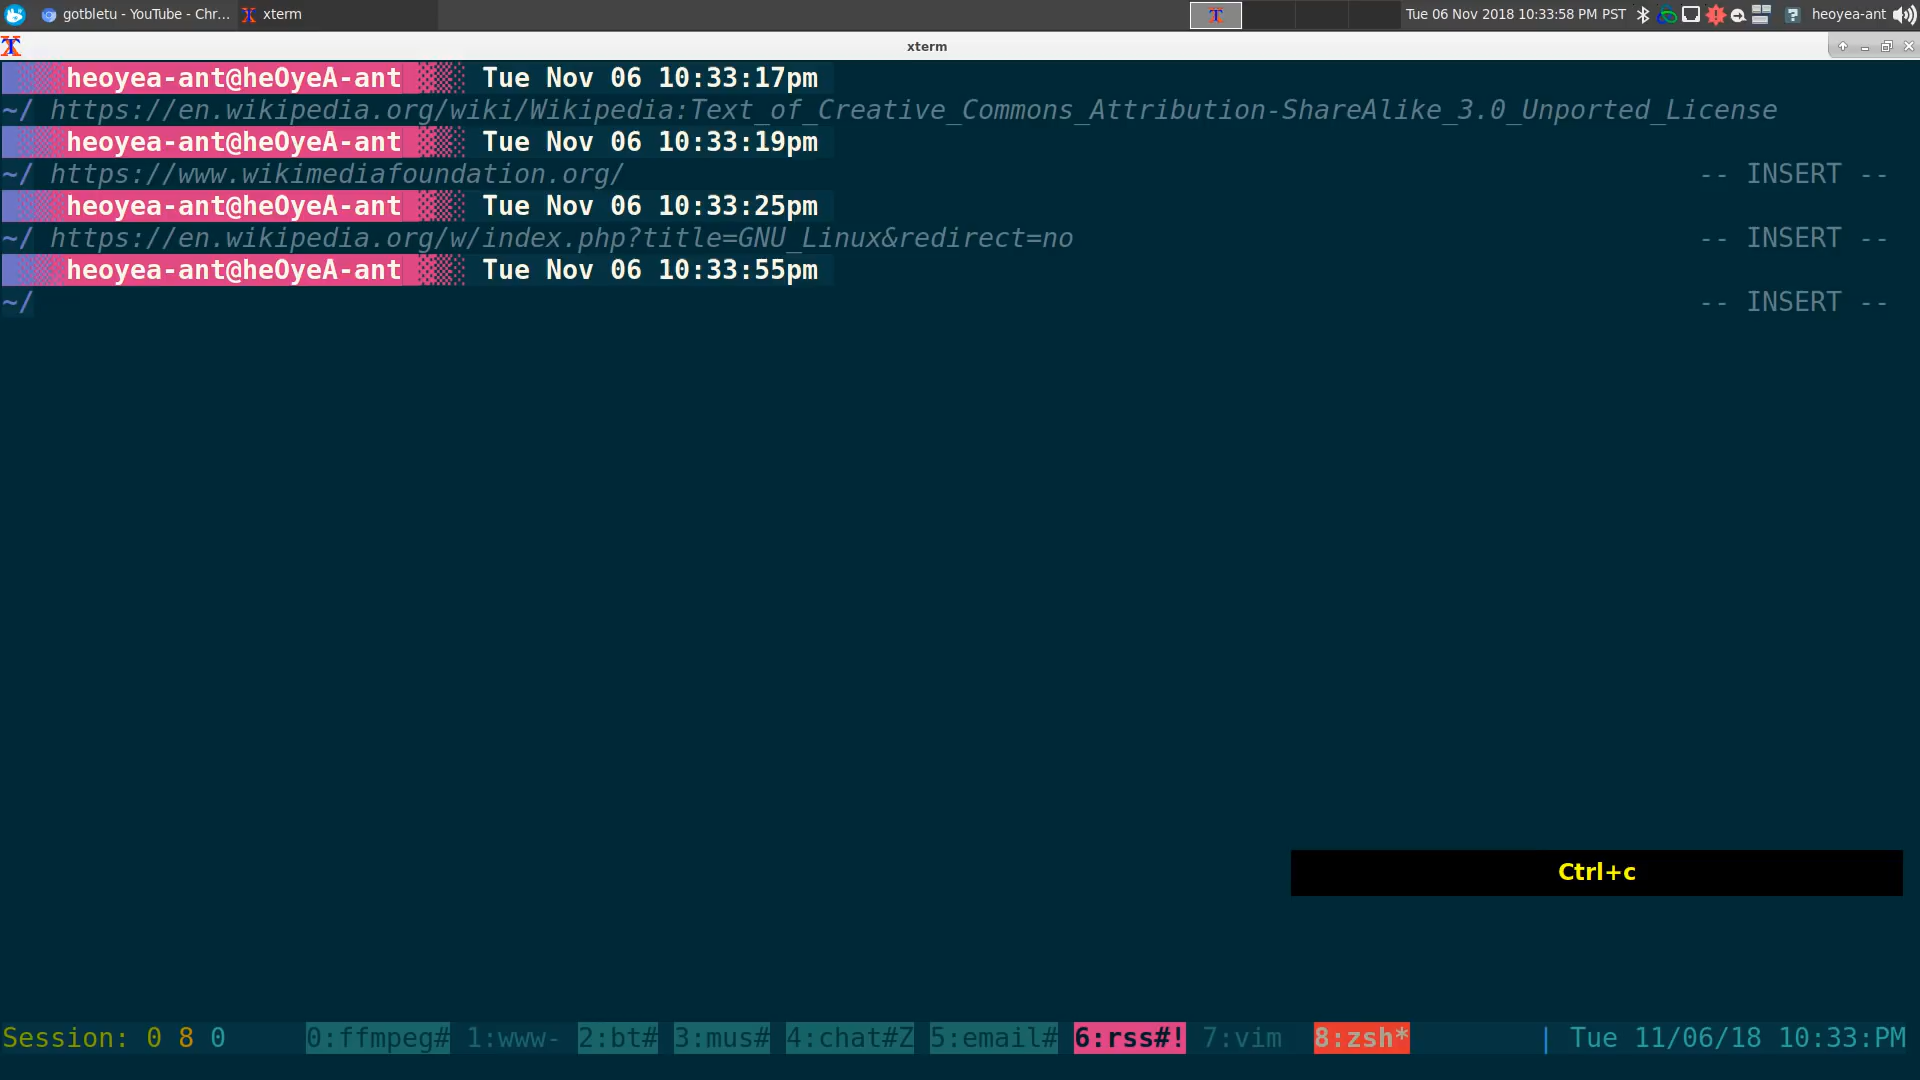 gotbletu - YouTube - Chr... xterm Tue 06 Nov 2018 10:33:58 PM PST heoyea-ant
xterm
heoyea-ant@heOyeA-ant Tue Nov 06 10:33:17pm
~/ https://en.wikipedia.org/wiki/Wikipedia:Text_of_Creative_Commons_Attribution-ShareAlike_3.0_Unported_License
heoyea-ant@heOyeA-ant Tue Nov 06 10:33:19pm
~/ https://www.wikimediafoundation.org/ -- INSERT --
heoyea-ant@heOyeA-ant Tue Nov 06 10:33:25pm
~/ https://en.wikipedia.org/w/index.php?title=GNU_Linux&redirect=no -- INSERT --
heoyea-ant@heOyeA-ant Tue Nov 06 10:33:55pm
~/ -- INSERT --
Ctrl+c
Session: 0 8 0 0:ffmpeg# 1:www- 2:bt# 3:mus# 4:chat#Z 5:email# 6:rss#! 7:vim 8:zsh* | Tue 11/06/18 10:33:PM